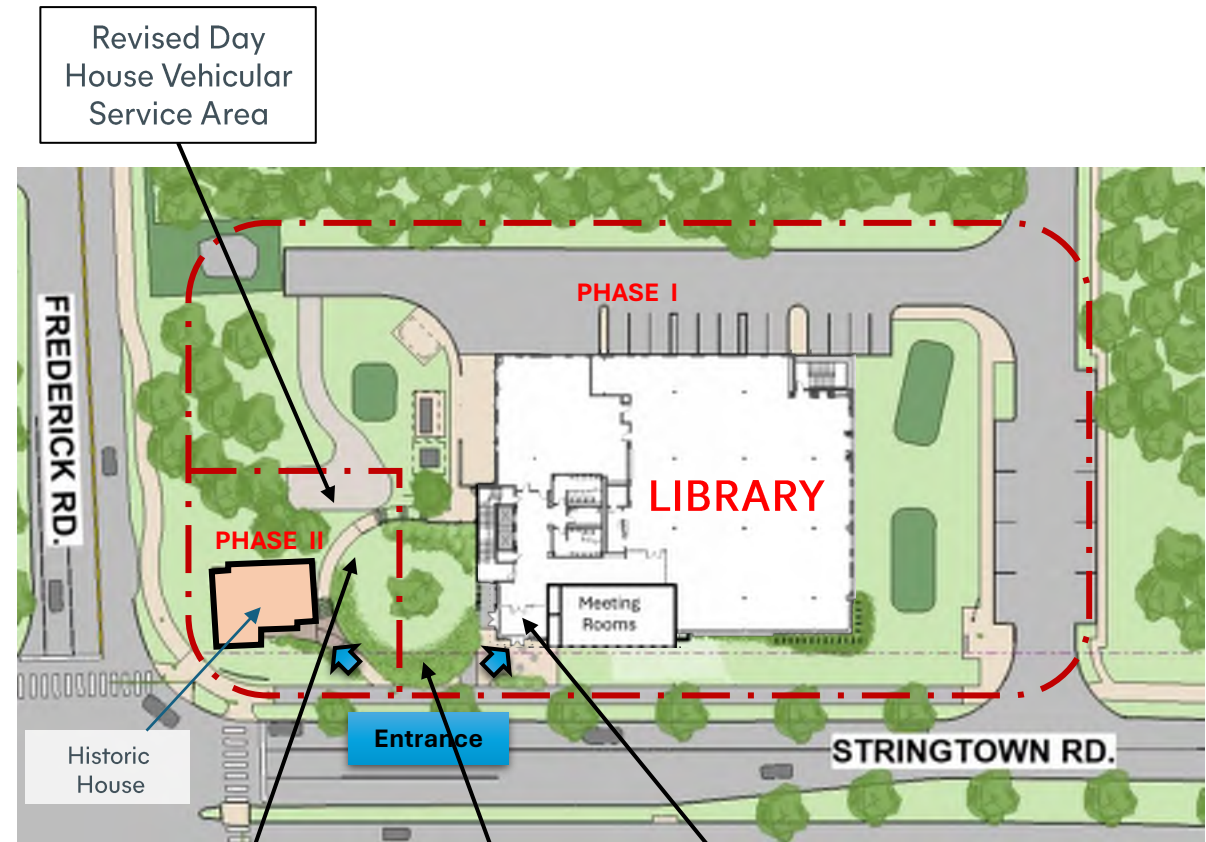 Revised Day
House Vehicular
Service Area
PHASE I
FREDERICK RD.
LIBRARY
PHASE II
Meeting
Rooms
Entrance
STRINGTOWN RD.
Historic
House